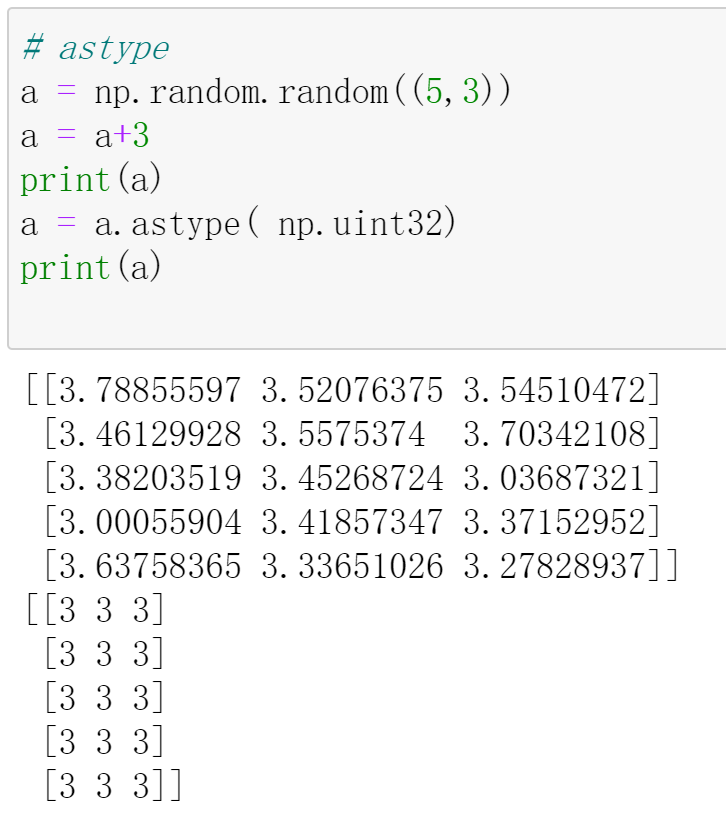 # astype
a = np.random.random((5,3))
a = a+3
print(a)
a = a.astype( np.uint32)
print(a)
[[3.78855597 3.52076375 3.54510472]
 [3.46129928 3.5575374  3.70342108]
 [3.38203519 3.45268724 3.03687321]
 [3.00055904 3.41857347 3.37152952]
 [3.63758365 3.33651026 3.27828937]]
[[3 3 3]
 [3 3 3]
 [3 3 3]
 [3 3 3]
 [3 3 3]]